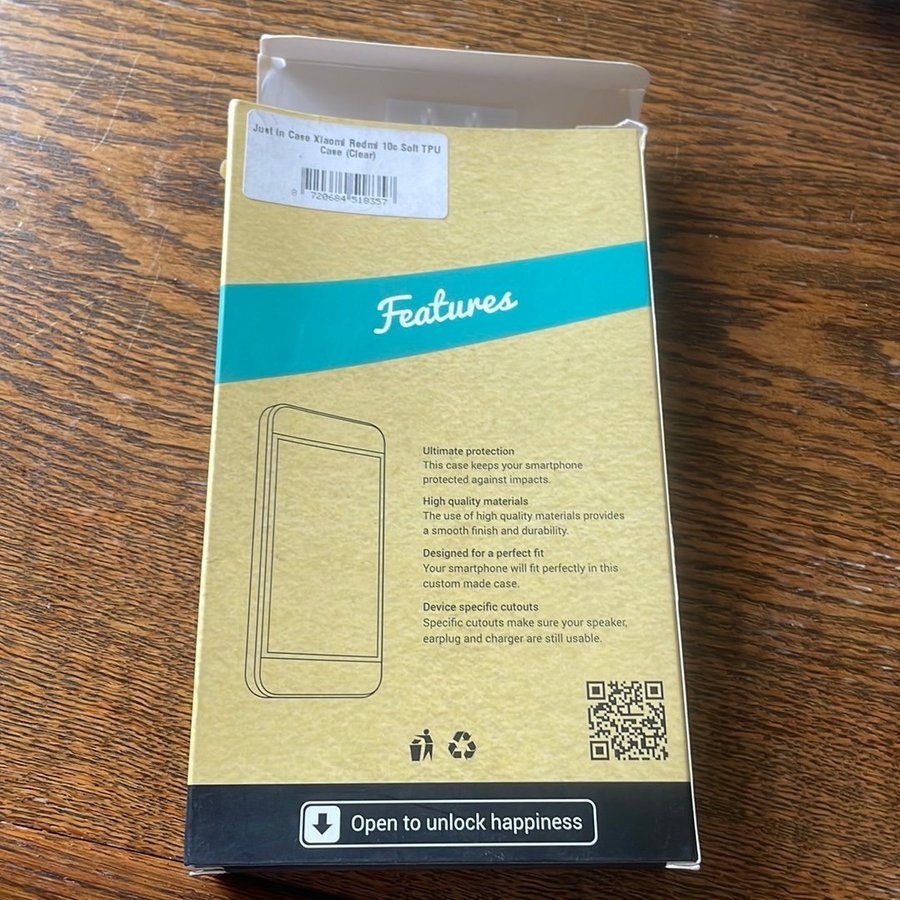 Just in Case Xiaomi Redmi 10c Soft TPU
Case (Clear)
8 720684 518357
Features
Ultimate protection
This case keeps your smartphone
protected against impacts.
High quality materials
The use of high quality materials provides
a smooth finish and durability.
Designed for a perfect fit
Your smartphone will fit perfectly in this
custom made case.
Device specific cutouts
Specific cutouts make sure your speaker,
earplug and charger are still usable.
Open to unlock happiness